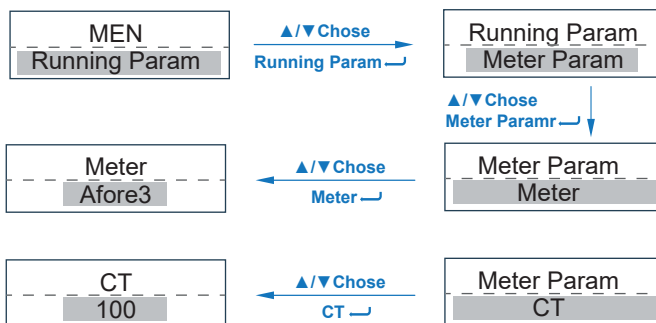 MEN
Running Param
▲/▼Chose
Running Param
Running Param
Meter Param
▲/▼Chose
Meter Paramr
Meter
Afore3
▲/▼Chose
Meter
Meter Param
Meter
CT
100
▲/▼Chose
CT
Meter Param
CT